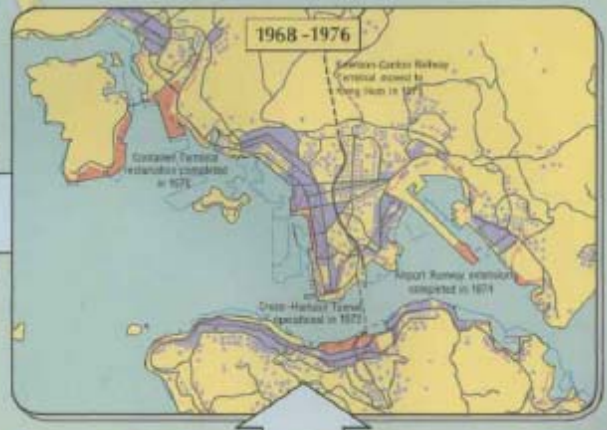 1968 - 1976
Kowloon-Canton Railway
Terminal moved to
Hung Hom in 1975
Container Terminal
reclamation completed
in 1976
Airport Runway extension
completed in 1974
Cross-Harbour Tunnel
operational in 1972